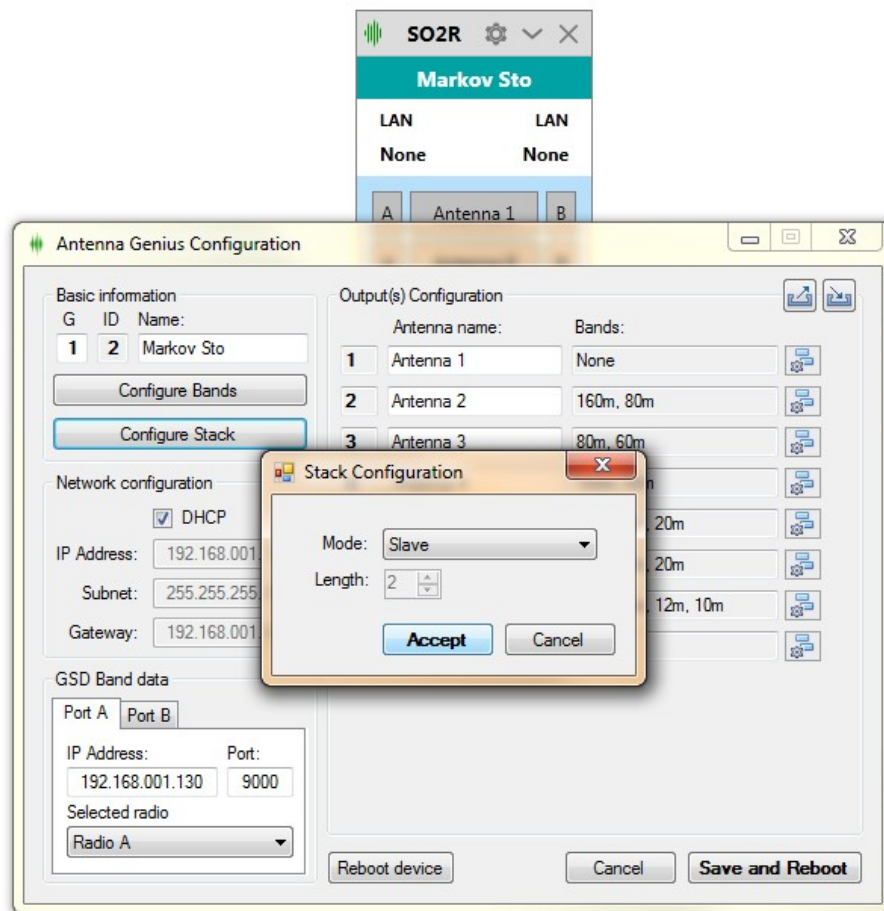 SO2R
Markov Sto
LAN LAN
None None
A Antenna 1 B
Antenna Genius Configuration
Basic information
G ID Name:
1 2 Markov Sto
Configure Bands
Configure Stack
Network configuration
DHCP
IP Address: 192.168.001.
Subnet: 255.255.255.
Gateway: 192.168.001.
GSD Band data
Port A Port B
IP Address: Port:
192.168.001.130 9000
Selected radio
Radio A
Output(s) Configuration
Antenna name: Bands:
1 Antenna 1 None
2 Antenna 2 160m, 80m
3 Antenna 3 80m, 60m
, 20m
, 20m
, 12m, 10m
Stack Configuration
Mode: Slave
Length: 2
Accept Cancel
Reboot device Cancel Save and Reboot